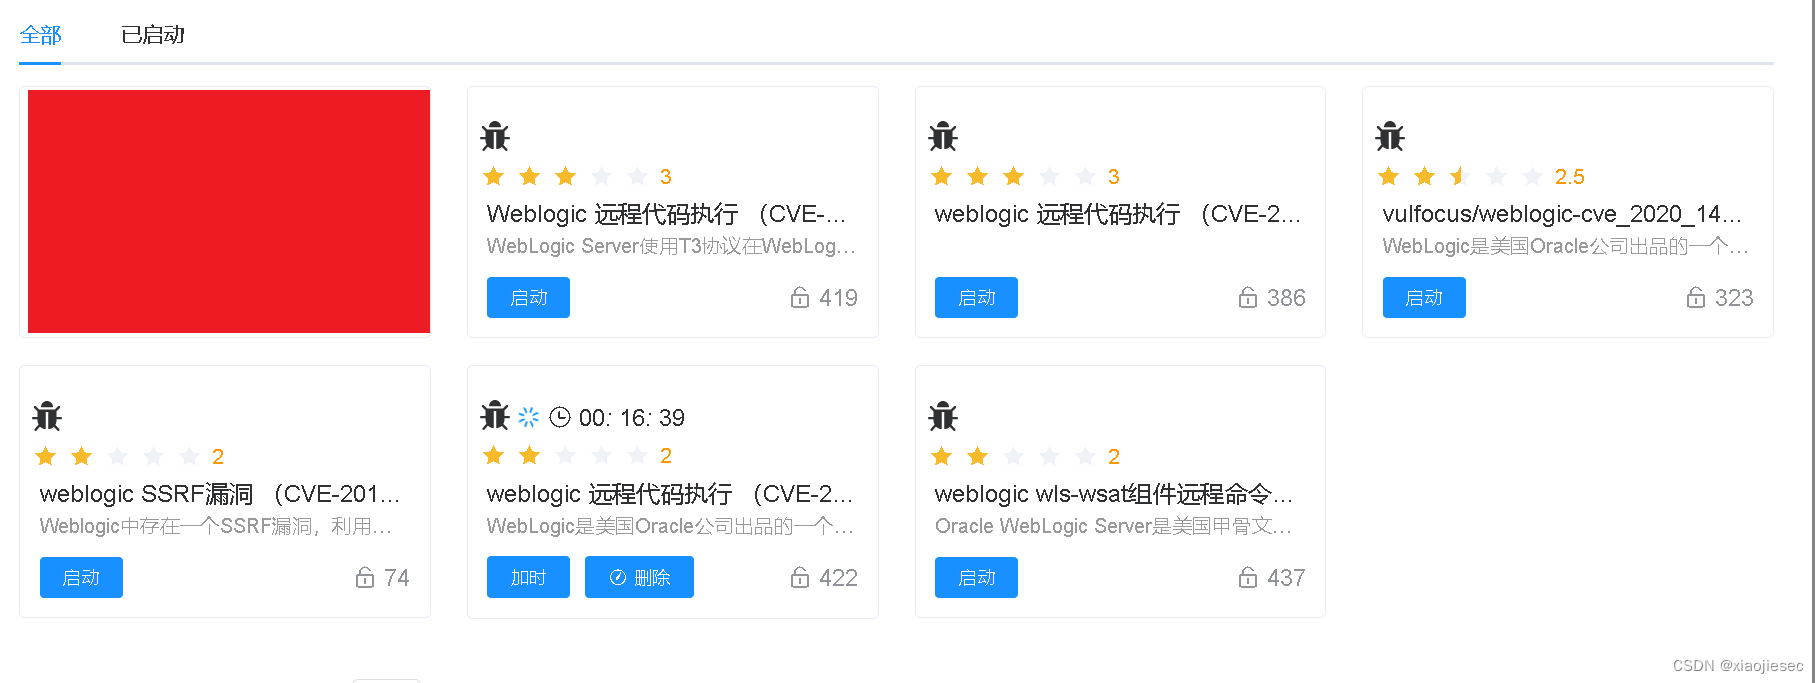 全部 已启动
3
Weblogic 远程代码执行 （CVE-...
WebLogic Server使用T3协议在WebLog...
启动 419
3
weblogic 远程代码执行 （CVE-2...
启动 386
2.5
vulfocus/weblogic-cve_2020_14...
WebLogic是美国Oracle公司出品的一个...
启动 323
2
weblogic SSRF漏洞 （CVE-201...
Weblogic中存在一个SSRF漏洞，利用...
启动 74
00: 16: 39
2
weblogic 远程代码执行 （CVE-2...
WebLogic是美国Oracle公司出品的一个...
加时 删除 422
2
weblogic wls-wsat组件远程命令...
Oracle WebLogic Server是美国甲骨文...
启动 437
CSDN @xiaojiesec